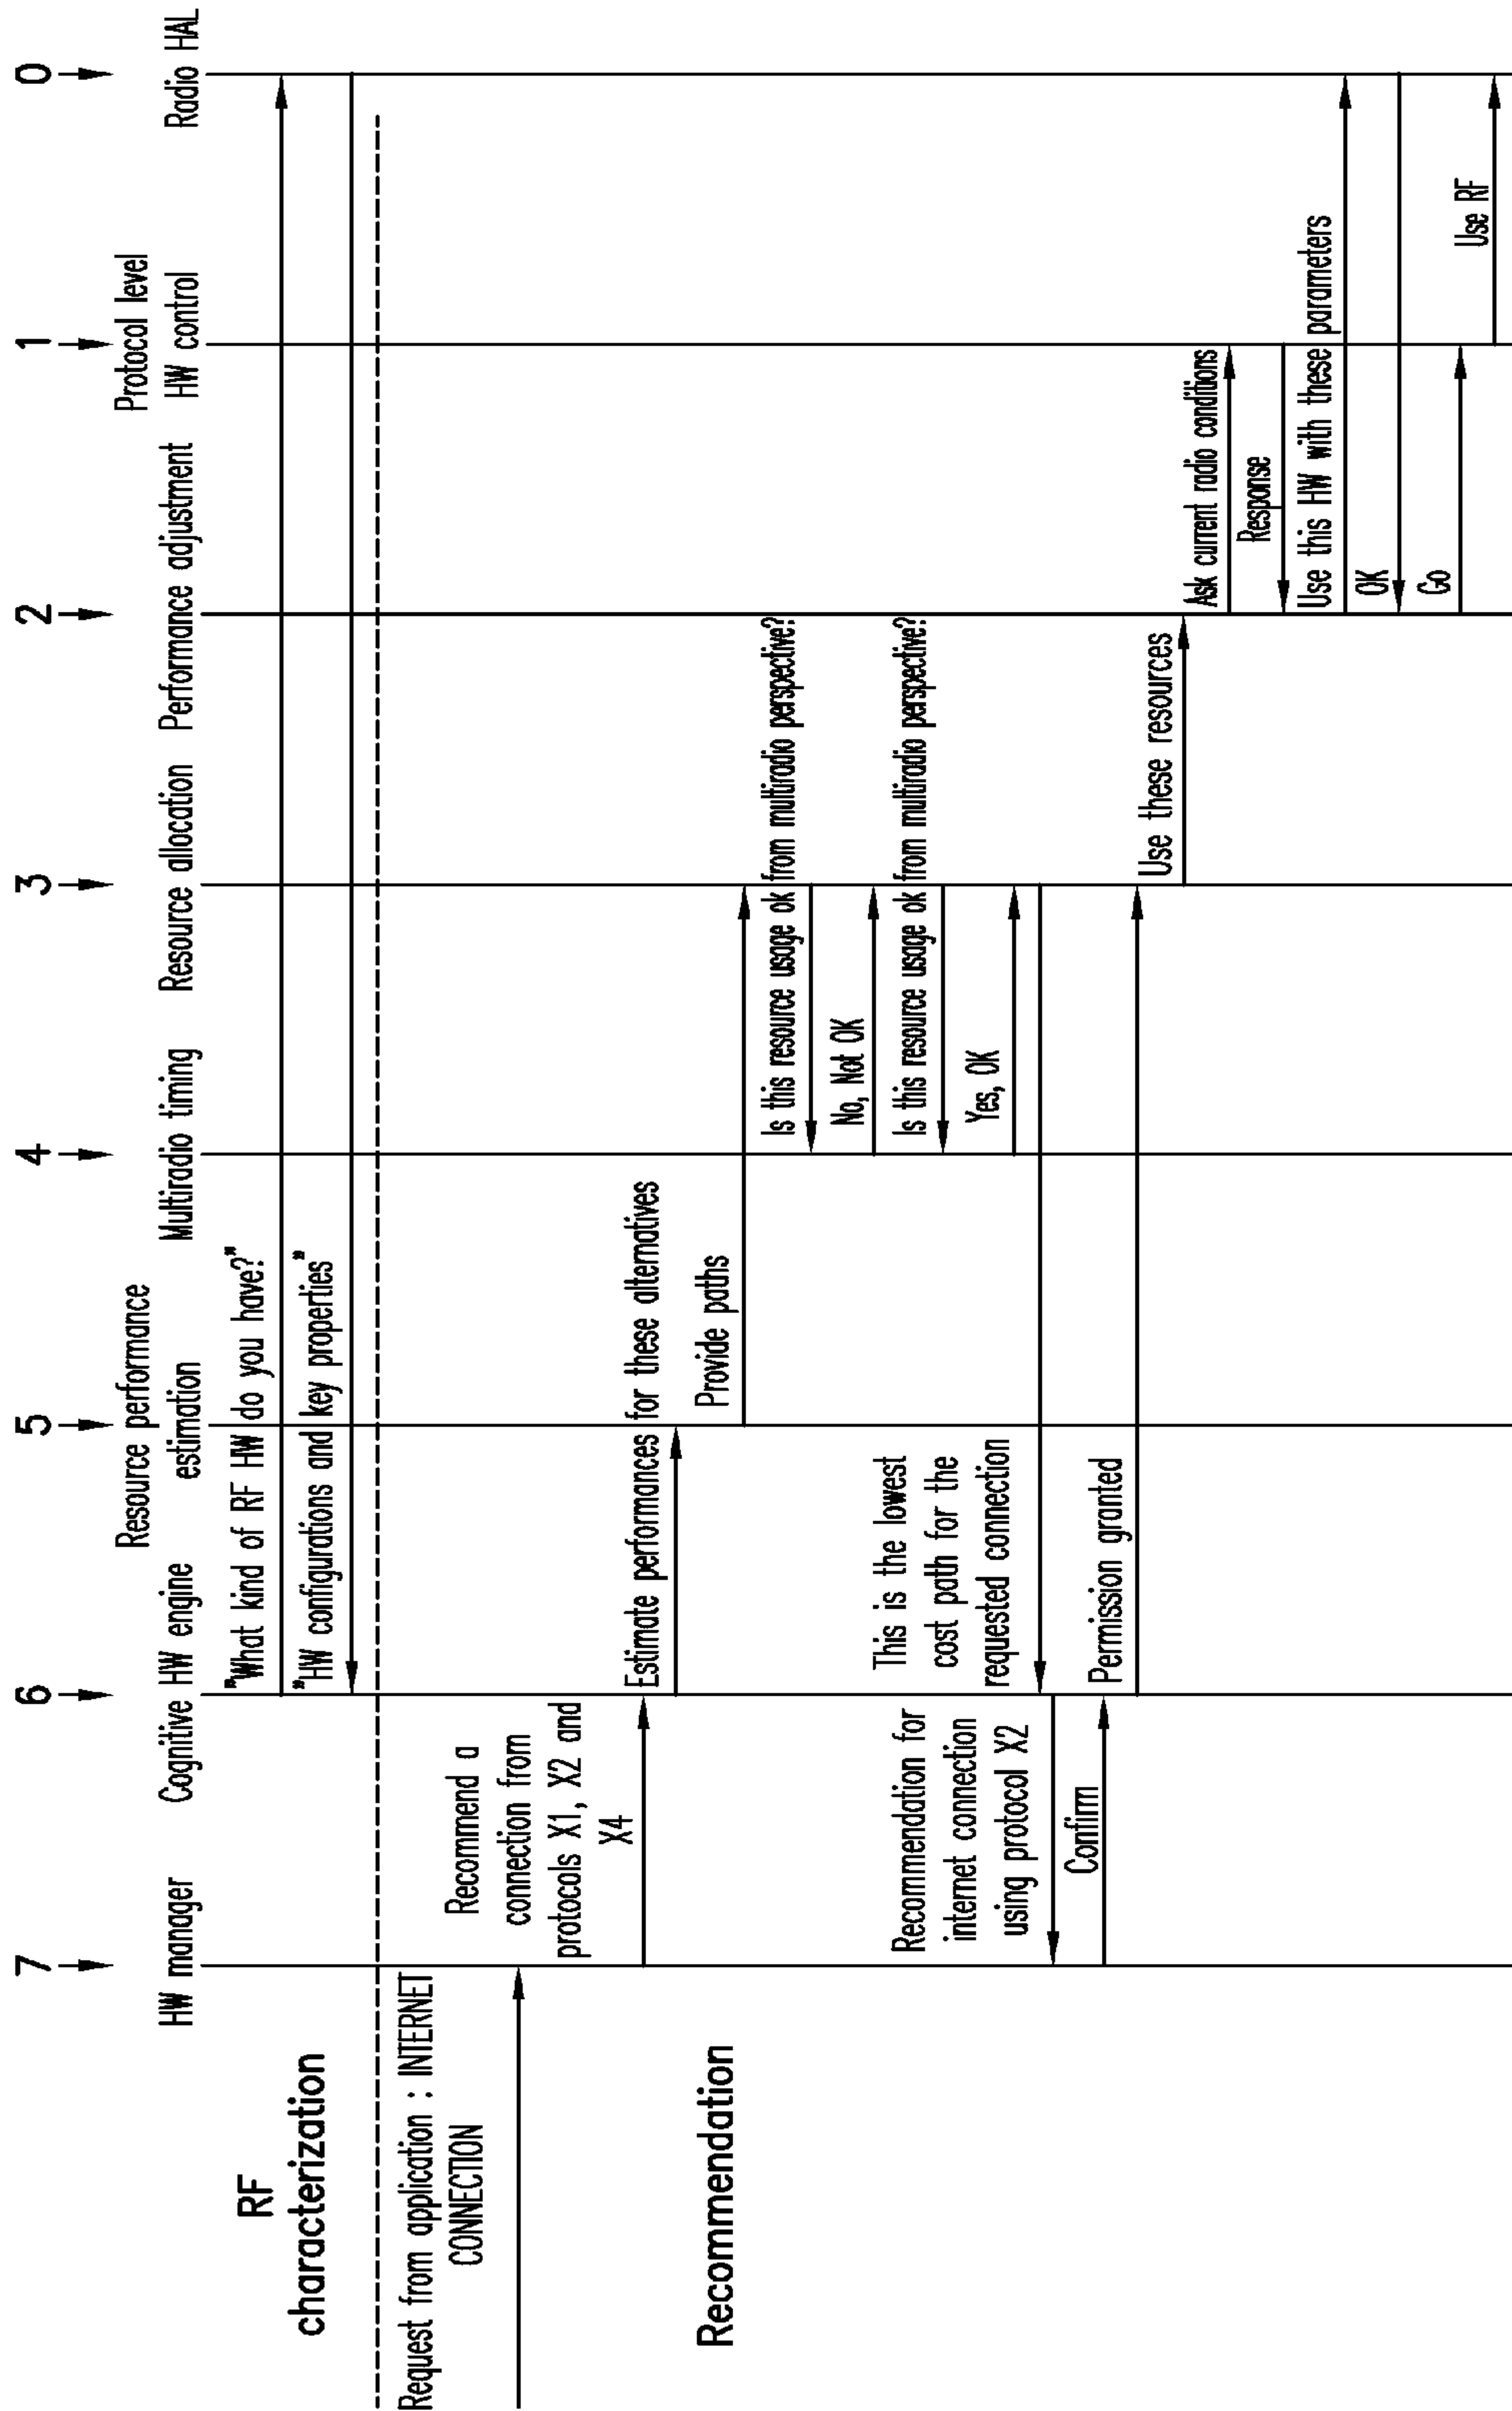 7
6
5
4
3
2
1
0
HW manager
Cognitive HW engine
Resource performance
estimation
Multiradio timing
Resource allocation
Performance adjustment
Protocol level
HW control
Radio HAL
RF
characterization
"What kind of RF HW do you have?"
"HW configurations and key properties"
Request from application : INTERNET
CONNECTION
Recommend a
connection from
protocols X1, X2 and
X4
Estimate performances for these alternatives
Recommendation
Provide paths
Is this resource usage ok from multiradio perspective?
No, Not OK
Is this resource usage ok from multiradio perspective?
Yes, OK
This is the lowest
cost path for the
requested connection
Recommendation for
internet connection
using protocol X2
Confirm
Permission granted
Use these resources
Ask current radio conditions
Response
Use this HW with these parameters
OK
Go
Use RF